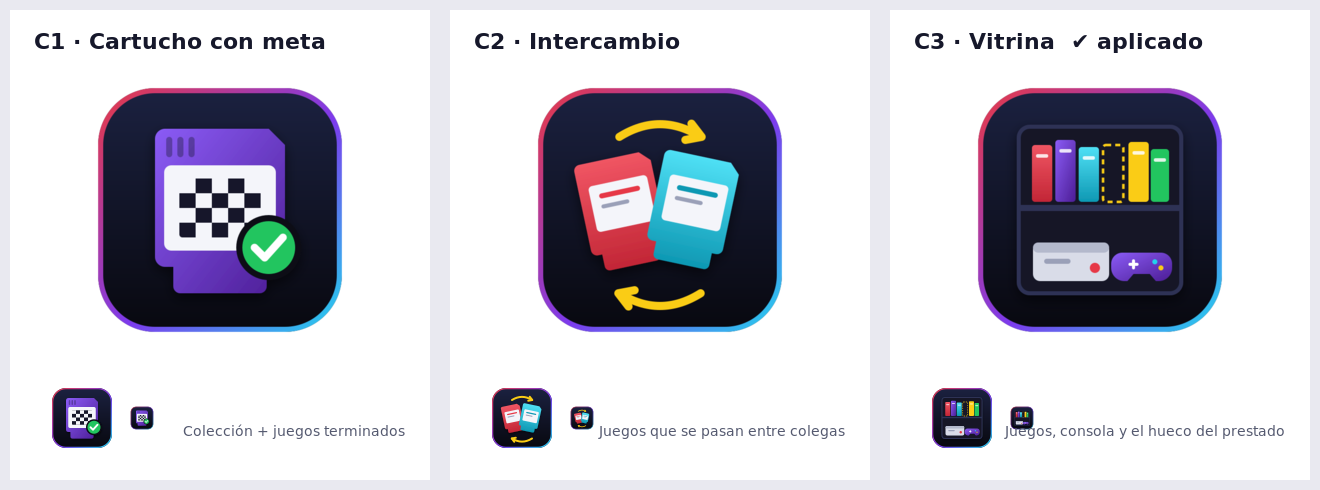 C1 · Cartucho con meta
C2 · Intercambio
C3 · Vitrina ✔ aplicado
Colección + juegos terminados
Juegos que se pasan entre colegas
Juegos, consola y el hueco del prestado